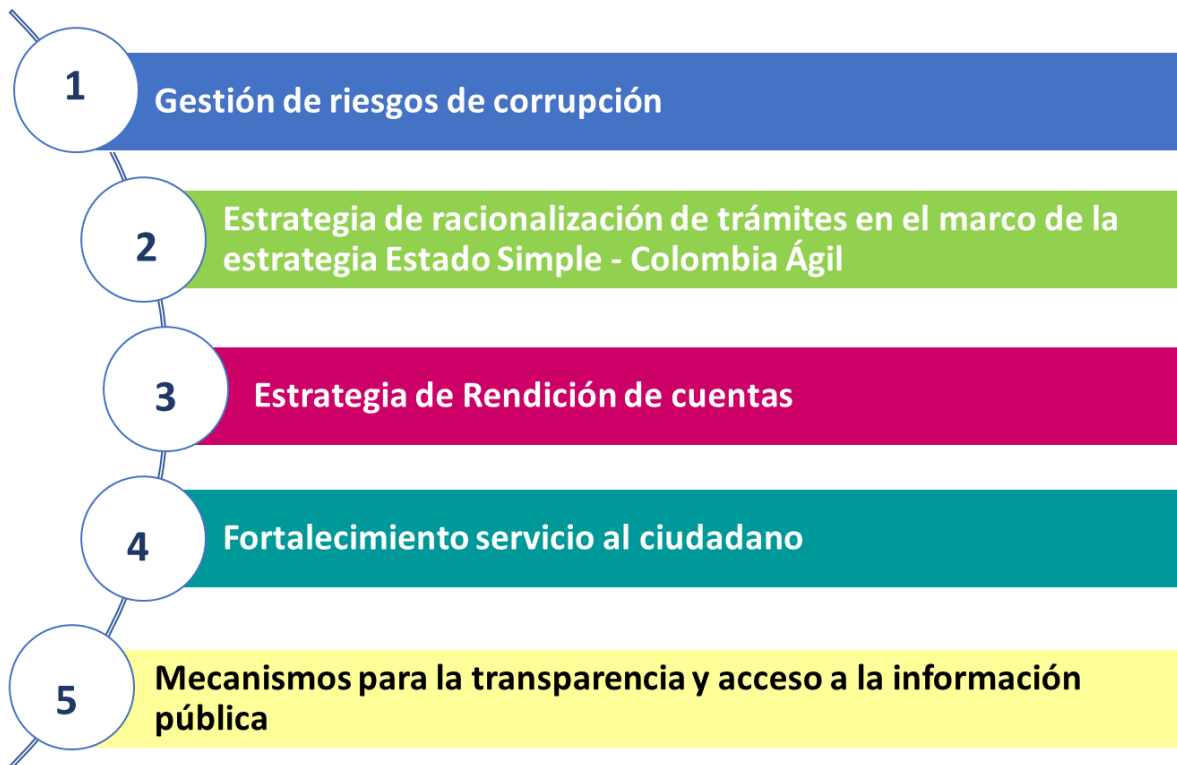 1
Gestión de riesgos de corrupción
2
Estrategia de racionalización de trámites en el marco de la
estrategia Estado Simple - Colombia Ágil
3
Estrategia de Rendición de cuentas
4
Fortalecimiento servicio al ciudadano
5
Mecanismos para la transparencia y acceso a la información
pública